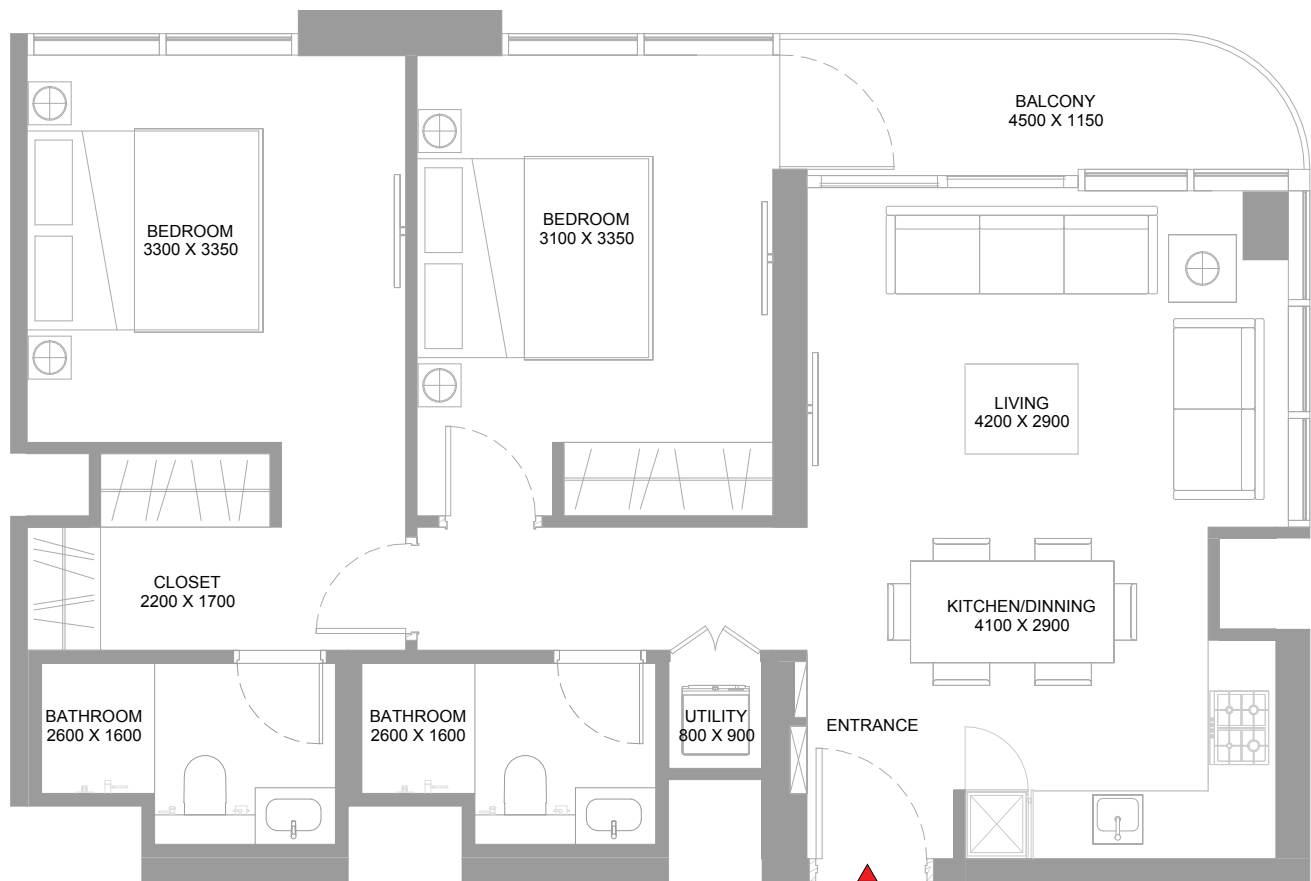 BALCONY
4500 X 1150
BEDROOM
3300 X 3350
BEDROOM
3100 X 3350
LIVING
4200 X 2900
CLOSET
2200 X 1700
KITCHEN/DINNING
4100 X 2900
BATHROOM
2600 X 1600
BATHROOM
2600 X 1600
UTILITY
800 X 900
ENTRANCE